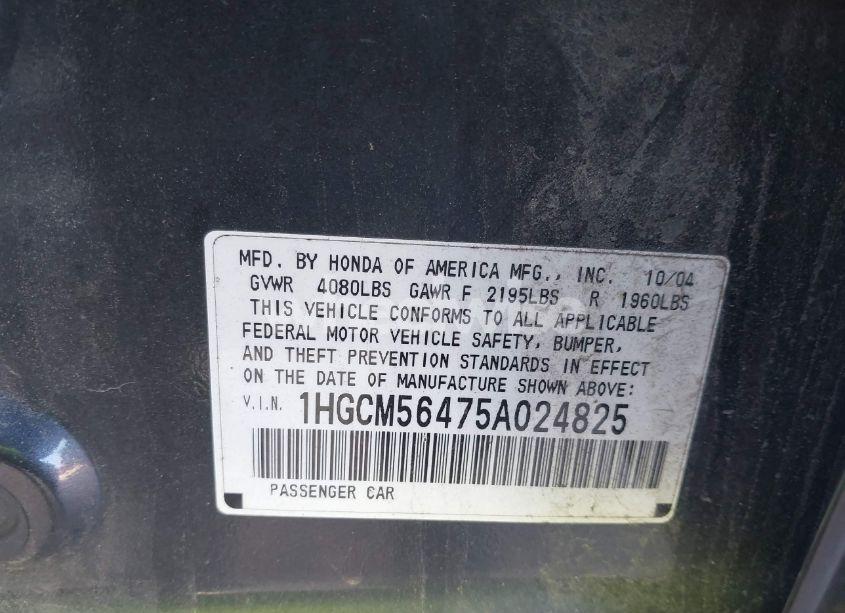 MFD. BY HONDA OF AMERICA MFG., INC. 10/04
GVWR 4080LBS GAWR F 2195LBS R 1960LBS
THIS VEHICLE CONFORMS TO ALL APPLICABLE
FEDERAL MOTOR VEHICLE SAFETY, BUMPER,
AND THEFT PREVENTION STANDARDS IN EFFECT
ON THE DATE OF MANUFACTURE SHOWN ABOVE:
V.I.N. 1HGCM56475A024825
PASSENGER CAR